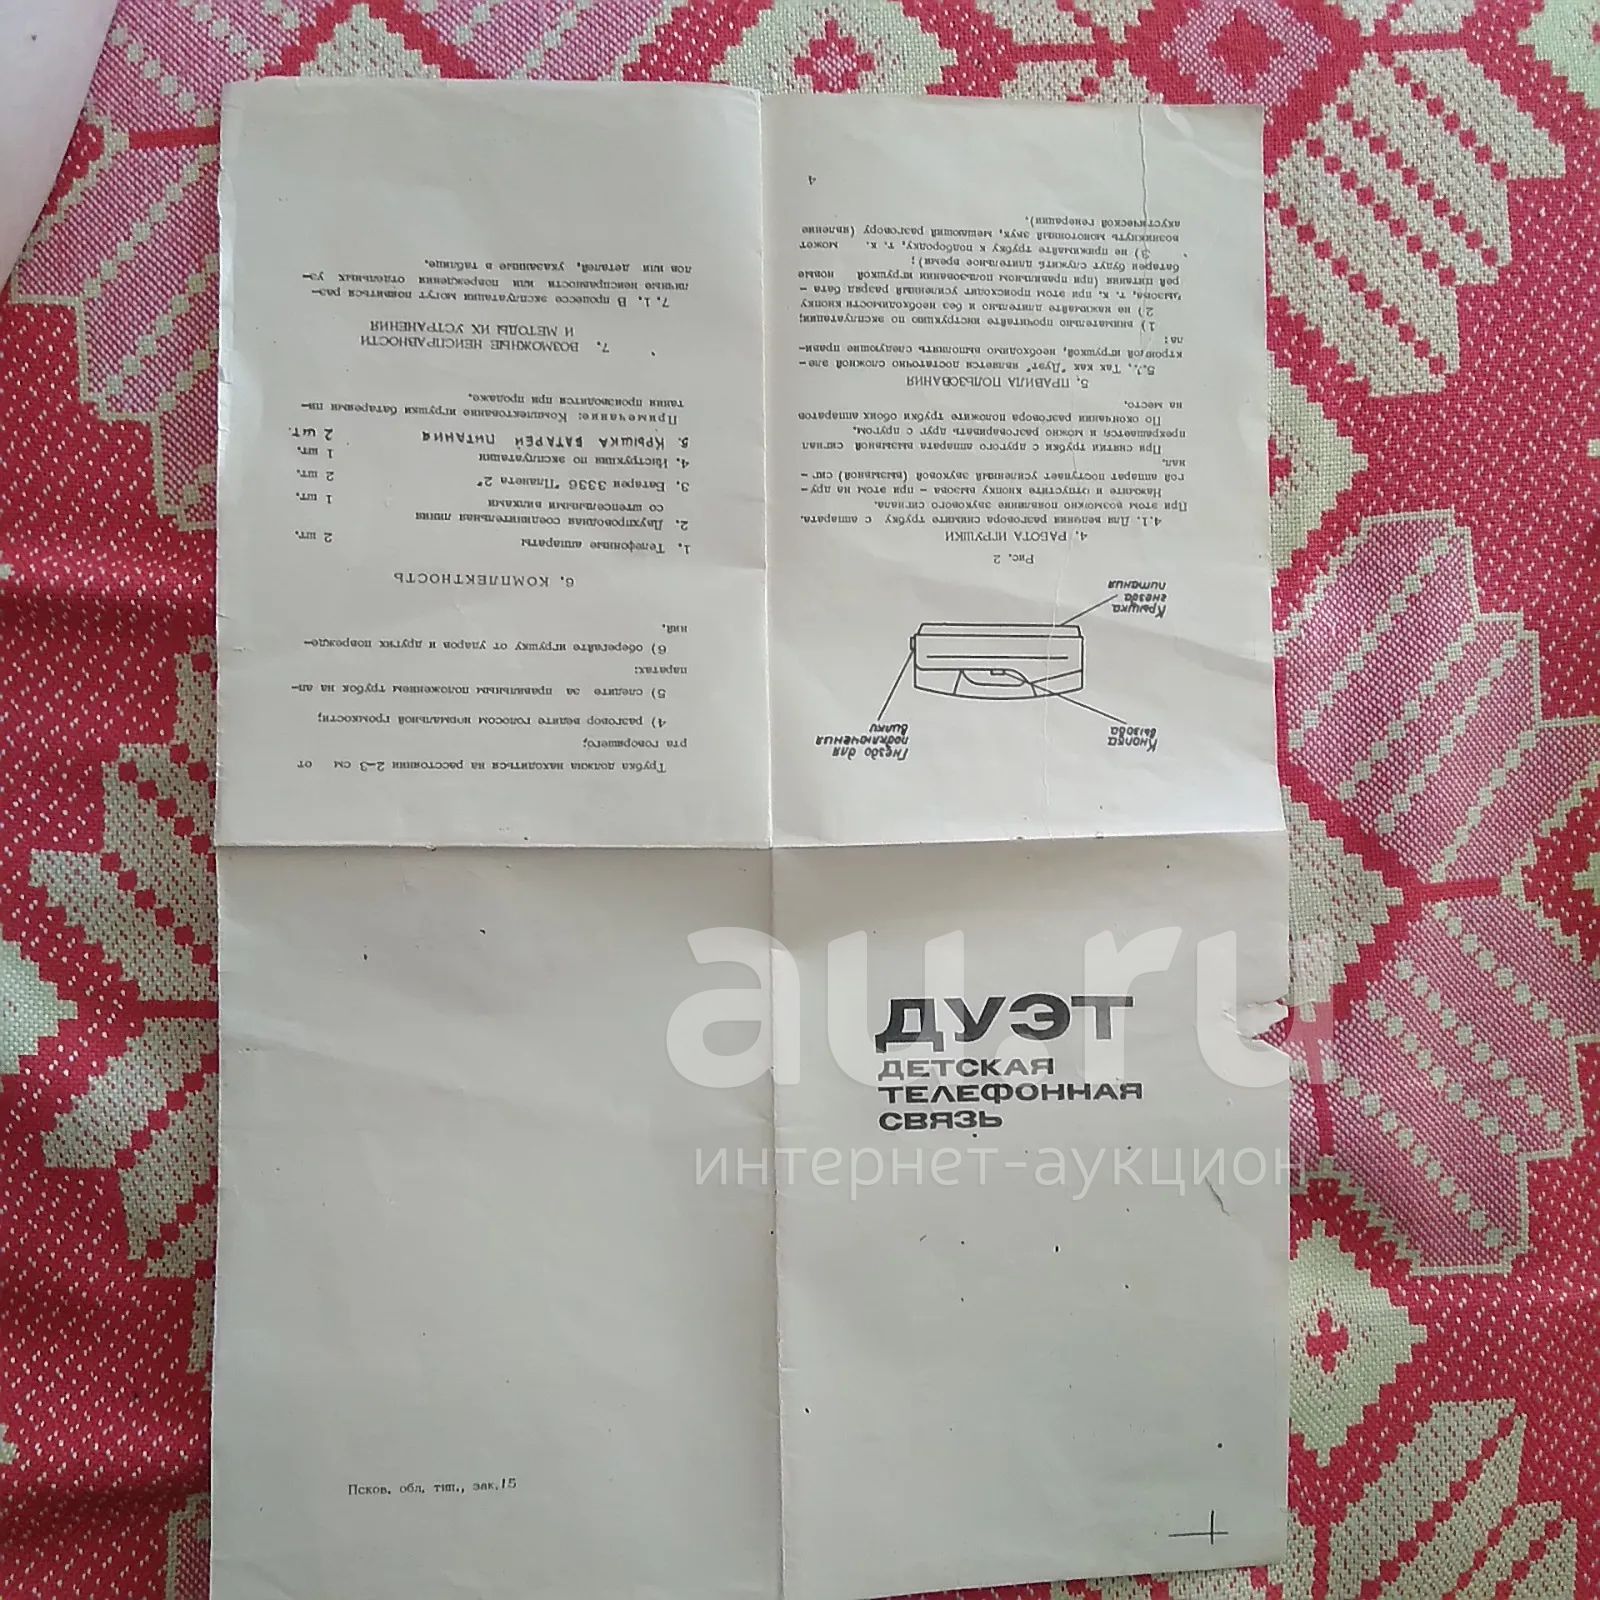 ДУЭТ
ДЕТСКАЯ
ТЕЛЕФОННАЯ
СВЯЗЬ
Псков. обл. тип., зак.15
Гнездо для
подключения
вилки
Кнопка
вызова
Крышка
гнезда
питания
Рис. 2
4. РАБОТА ИГРУШКИ
4.1. Для ведения разговора снимите трубку с аппарата.
При этом возможно появление звукового сигнала.
Нажмите и отпустите кнопку вызова – при этом на дру-
гой аппарат поступает усиленный звуковой (вызывной) сиг-
нал.
При снятии трубки с другого аппарата вызывной сигнал
прекращается и можно разговаривать друг с другом.
По окончании разговора положите трубки обоих аппаратов
на место.
5. ПРАВИЛА ПОЛЬЗОВАНИЯ
5.1. Так как "Дуэт" является достаточно сложной эле-
ктронной игрушкой, необходимо выполнять следующие прави-
ла:
1) внимательно прочитайте инструкцию по эксплуатации;
2) не нажимайте длительно и без необходимости кнопку
вызова, т. к. при этом происходит усиленный разряд бата-
рей питания (при правильном пользовании игрушкой новые
батареи будут служить длительное время);
3) не прижимайте трубку к подбородку, т. к. может
возникнуть монотонный звук, мешающий разговору (явление
акустической генерации).
4
Трубка должна находиться на расстоянии 2–3 см от
рта говорящего;
4) разговор ведите голосом нормальной громкости;
5) следите за правильным положением трубок на ап-
паратах:
6) оберегайте игрушку от ударов и других поврежде-
ний.
6. КОМПЛЕКТНОСТЬ
1. Телефонные аппараты 2 шт.
2. Двухпроводная соединительная линия
со штепсельными вилками 1 шт.
3. Батареи 3336 "Планета 2" 2 шт.
4. Инструкция по эксплуатации 1 шт.
5. КРЫШКА БАТАРЕЙ ПИТАНИЯ 2 шт.
Примечание: Комплектование игрушки батареями пи-
тания производится при продаже.
7. ВОЗМОЖНЫЕ НЕИСПРАВНОСТИ
И МЕТОДЫ ИХ УСТРАНЕНИЯ
7.1. В процессе эксплуатации могут появиться раз-
личные неисправности или повреждения отдельных уз-
лов или деталей, указанные в таблице.
au.ru
интернет-аукцион